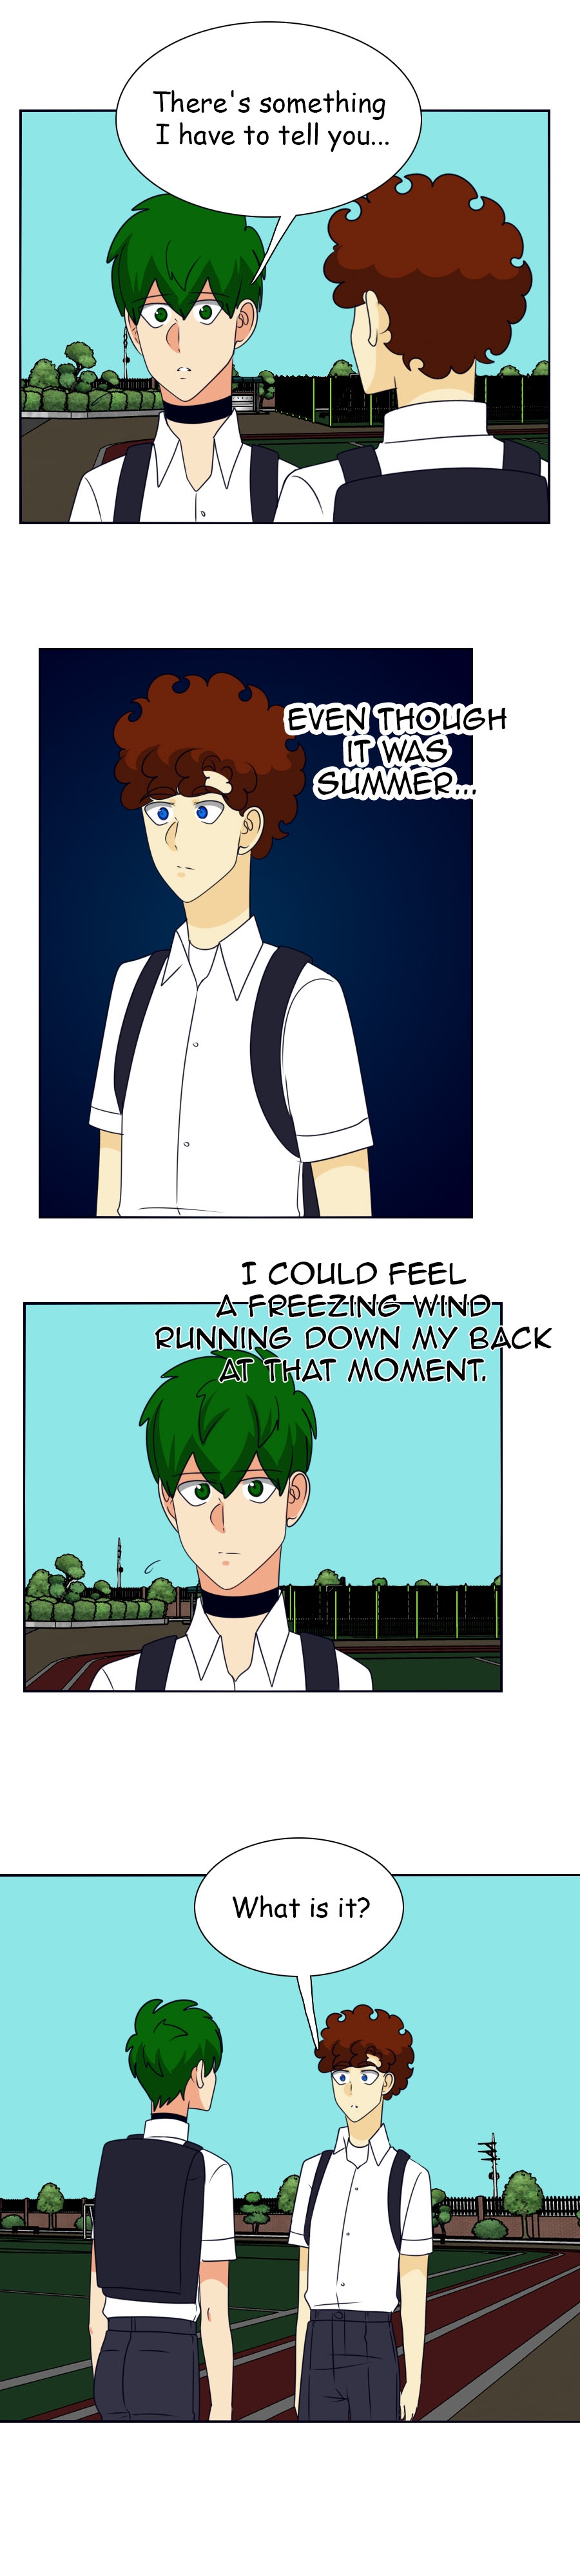 There's something
I have to tell you...
EVEN THOUGH
IT WAS
SUMMER...
I COULD FEEL
A FREEZING WIND
RUNNING DOWN MY BACK
AT THAT MOMENT.
What is it?